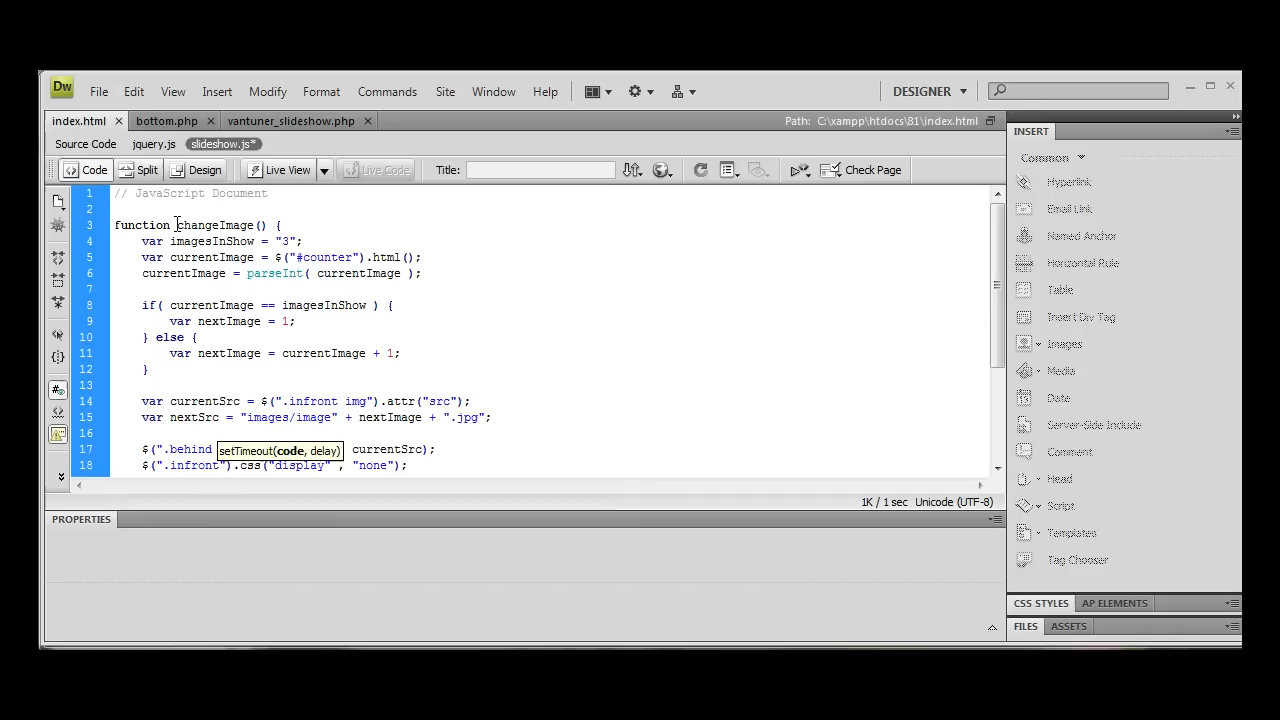 Dw File Edit View Insert Modify Format Commands Site Window Help DESIGNER
index.html bottom.php vantuner_slideshow.php Path: C:\xampp\htdocs\81\index.html
Source Code jquery.js slideshow.js*
Code Split Design Live View Live Code Title: Check Page
1 // JavaScript Document
2
3 function changeImage() {
4 var imagesInShow = "3";
5 var currentImage = $("#counter").html();
6 currentImage = parseInt( currentImage );
7
8 if( currentImage == imagesInShow ) {
9 var nextImage = 1;
10 } else {
11 var nextImage = currentImage + 1;
12 }
13
14 var currentSrc = $(".infront img").attr("src");
15 var nextSrc = "images/image" + nextImage + ".jpg";
16
17 $(".behind currentSrc);
setTimeout(code, delay)
18 $(".infront").css("display" , "none");
1K / 1 sec Unicode (UTF-8)
PROPERTIES
INSERT
Common
Hyperlink
Email Link
Named Anchor
Horizontal Rule
Table
Insert Div Tag
Images
Media
Date
Server-Side Include
Comment
Head
Script
Templates
Tag Chooser
CSS STYLES AP ELEMENTS
FILES ASSETS